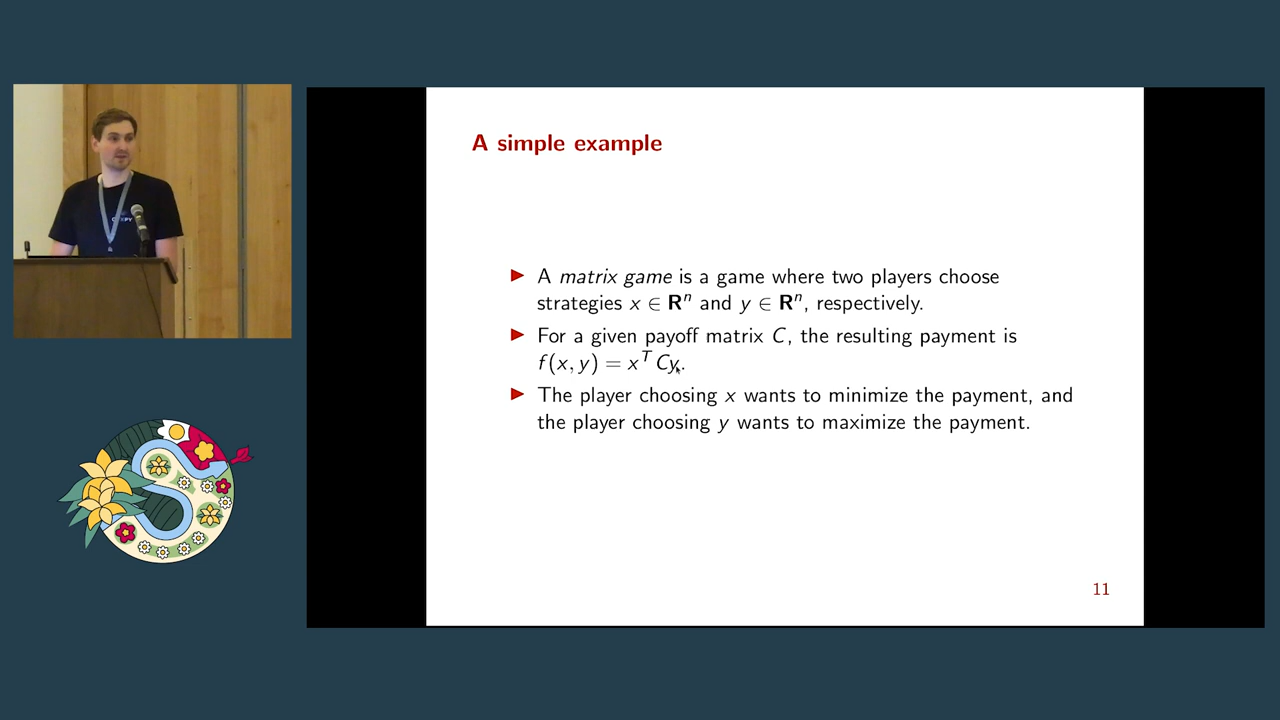 A simple example
▶ A matrix game is a game where two players choose
strategies x ∈ Rⁿ and y ∈ Rⁿ, respectively.
▶ For a given payoff matrix C, the resulting payment is
f(x, y) = xᵀCy.
▶ The player choosing x wants to minimize the payment, and
the player choosing y wants to maximize the payment.
11